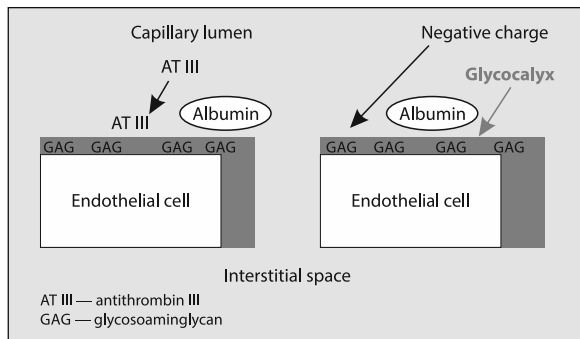 Capillary lumen
Negative charge
AT III
Glycocalyx
AT III
Albumin
Albumin
GAG GAG GAG GAG
GAG GAG GAG GAG
Endothelial cell
Endothelial cell
Interstitial space
AT III — antithrombin III
GAG — glycosoaminglycan